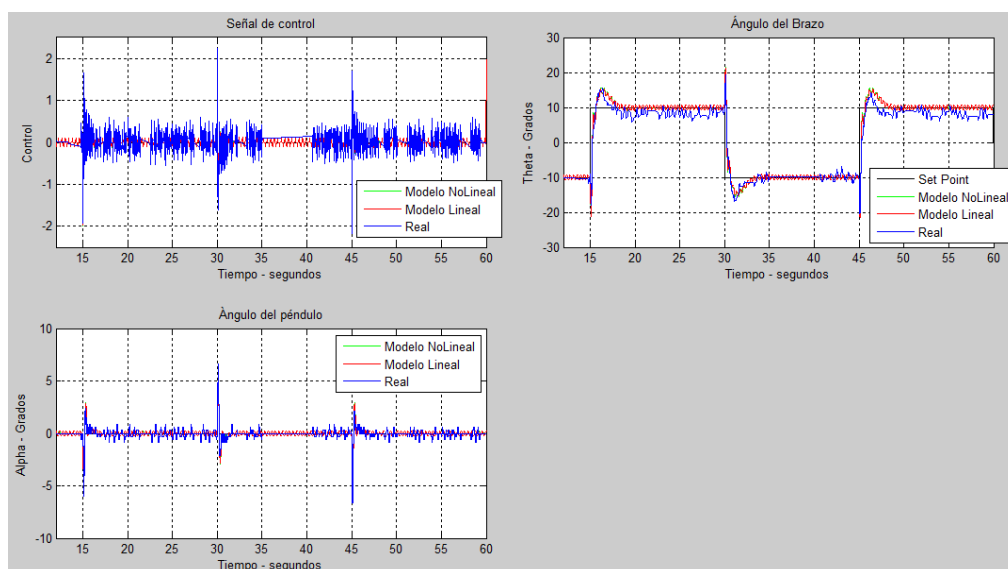 Señal de control
2
1
0
-1
-2
Control
15 20 25 30 35 40 45 50 55 60
Tiempo - segundos
Modelo NoLineal
Modelo Lineal
Real
Ángulo del Brazo
30
20
10
0
-10
-20
-30
Theta - Grados
15 20 25 30 35 40 45 50 55 60
Tiempo - segundos
Set Point
Modelo NoLineal
Modelo Lineal
Real
Àngulo del péndulo
10
5
0
-5
-10
Alpha - Grados
15 20 25 30 35 40 45 50 55 60
Tiempo - segundos
Modelo NoLineal
Modelo Lineal
Real